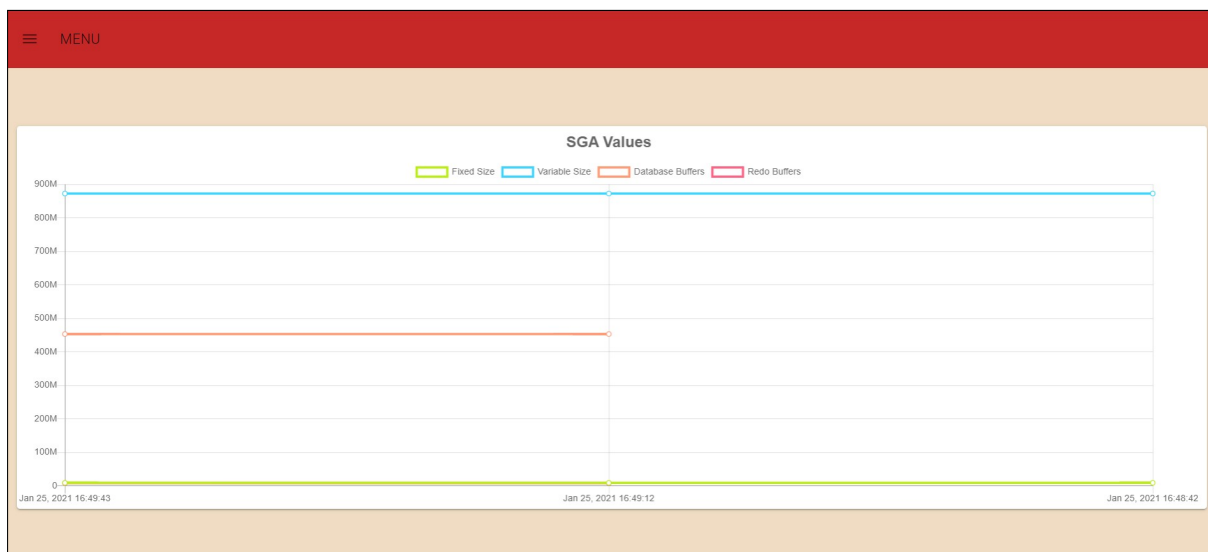 MENU
SGA Values
Fixed Size Variable Size Database Buffers Redo Buffers
900M
800M
700M
600M
500M
400M
300M
200M
100M
0
Jan 25, 2021 16:49:43 Jan 25, 2021 16:49:12 Jan 25, 2021 16:48:42